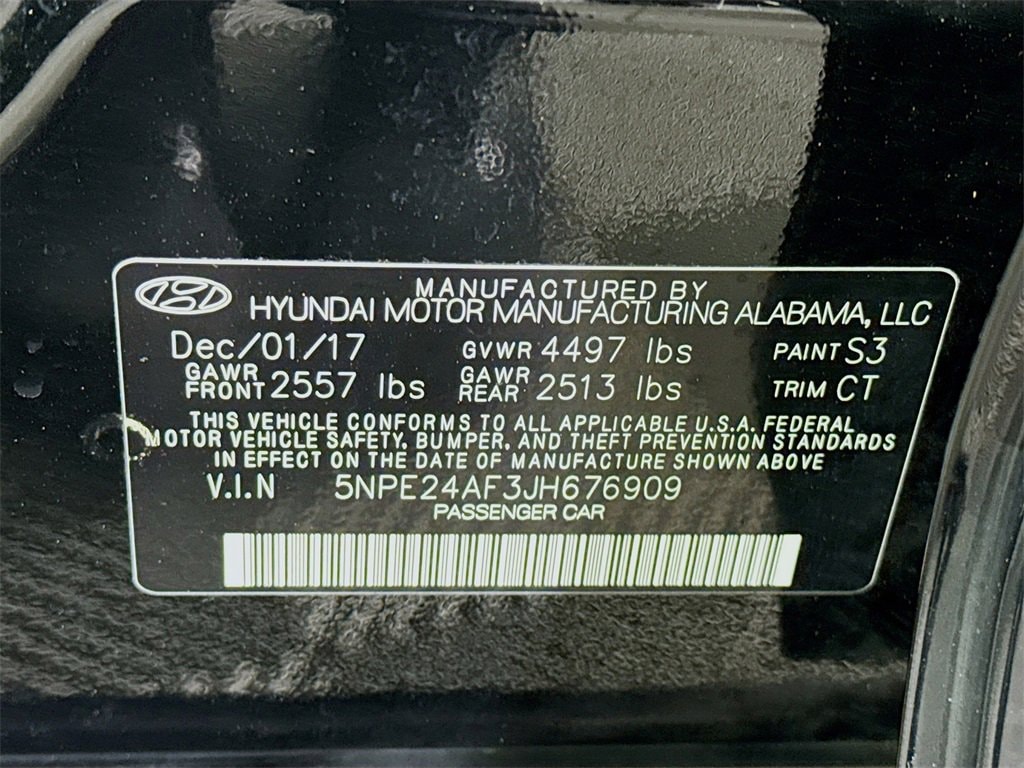 MANUFACTURED BY
HYUNDAI MOTOR MANUFACTURING ALABAMA, LLC
Dec/01/17 GVWR 4497 lbs PAINT S3
GAWR FRONT 2557 lbs GAWR REAR 2513 lbs TRIM CT
THIS VEHICLE CONFORMS TO ALL APPLICABLE U.S.A. FEDERAL
MOTOR VEHICLE SAFETY, BUMPER, AND THEFT PREVENTION STANDARDS
IN EFFECT ON THE DATE OF MANUFACTURE SHOWN ABOVE
V.I.N 5NPE24AF3JH676909
PASSENGER CAR